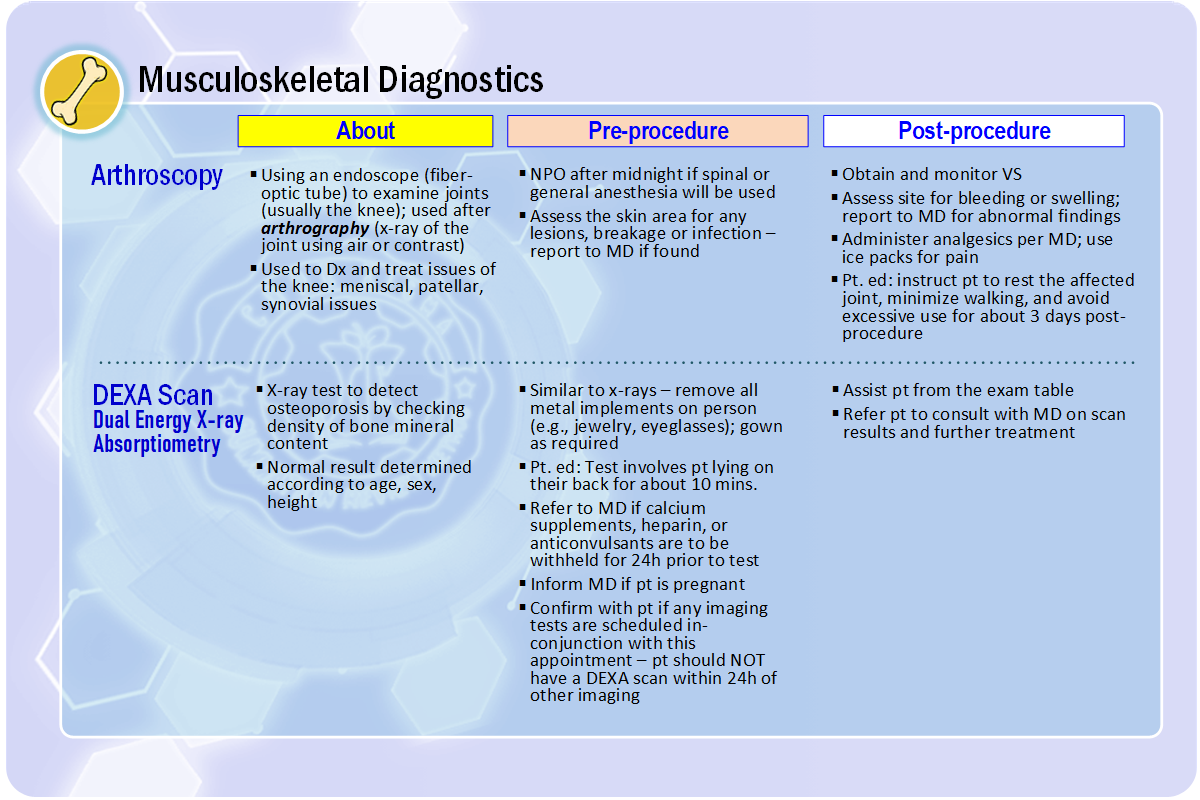 Musculoskeletal Diagnostics
About
Pre-procedure
Post-procedure
Arthroscopy
▪ Using an endoscope (fiber-
optic tube) to examine joints
(usually the knee); used after
arthrography (x-ray of the
joint using air or contrast)
▪ Used to Dx and treat issues of
the knee: meniscal, patellar,
synovial issues
▪ NPO after midnight if spinal or
general anesthesia will be used
▪ Assess the skin area for any
lesions, breakage or infection –
report to MD if found
▪ Obtain and monitor VS
▪ Assess site for bleeding or swelling;
report to MD for abnormal findings
▪ Administer analgesics per MD; use
ice packs for pain
▪ Pt. ed: instruct pt to rest the affected
joint, minimize walking, and avoid
excessive use for about 3 days post-
procedure
DEXA Scan
Dual Energy X-ray
Absorptiometry
▪ X-ray test to detect
osteoporosis by checking
density of bone mineral
content
▪ Normal result determined
according to age, sex,
height
▪ Similar to x-rays – remove all
metal implements on person
(e.g., jewelry, eyeglasses); gown
as required
▪ Pt. ed: Test involves pt lying on
their back for about 10 mins.
▪ Refer to MD if calcium
supplements, heparin, or
anticonvulsants are to be
withheld for 24h prior to test
▪ Inform MD if pt is pregnant
▪ Confirm with pt if any imaging
tests are scheduled in-
conjunction with this
appointment – pt should NOT
have a DEXA scan within 24h of
other imaging
▪ Assist pt from the exam table
▪ Refer pt to consult with MD on scan
results and further treatment